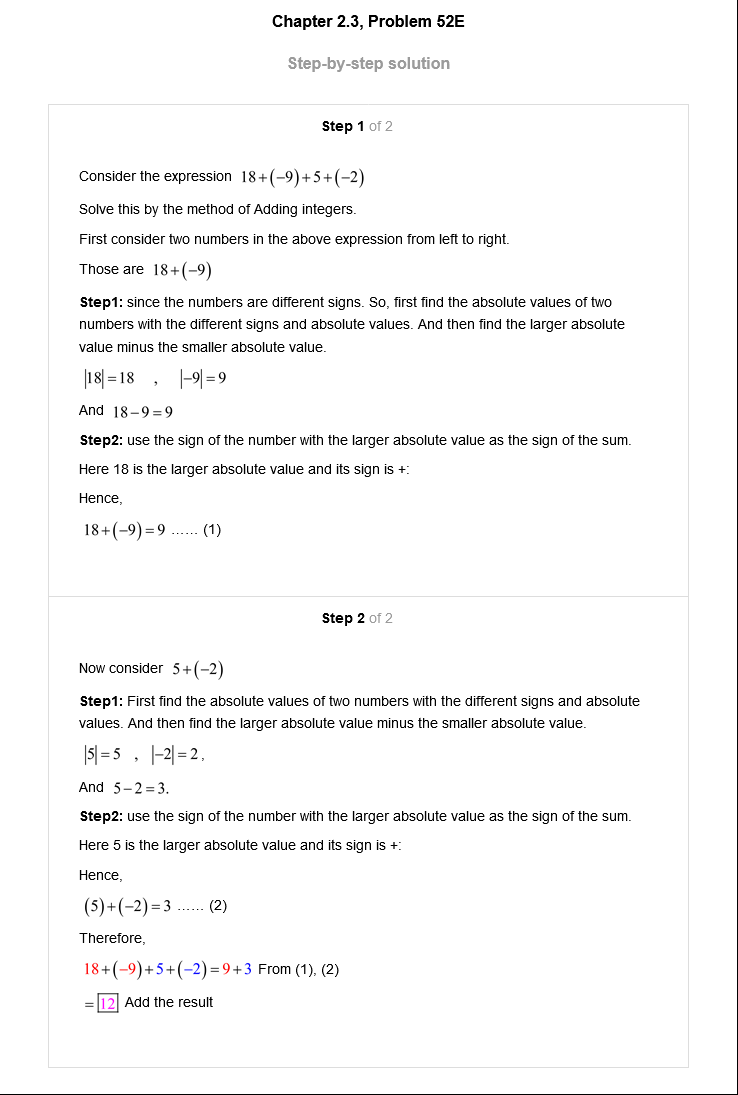 Chapter 2.3, Problem 52E
Step-by-step solution
Step 1 of 2
Consider the expression 18+(−9)+5+(−2)
Solve this by the method of Adding integers.
First consider two numbers in the above expression from left to right.
Those are 18+(−9)
Step1: since the numbers are different signs. So, first find the absolute values of two
numbers with the different signs and absolute values. And then find the larger absolute
value minus the smaller absolute value.
|18|=18 , |−9|=9
And 18−9=9
Step2: use the sign of the number with the larger absolute value as the sign of the sum.
Here 18 is the larger absolute value and its sign is +:
Hence,
18+(−9)=9 ...... (1)
Step 2 of 2
Now consider 5+(−2)
Step1: First find the absolute values of two numbers with the different signs and absolute
values. And then find the larger absolute value minus the smaller absolute value.
|5|=5 , |−2|=2,
And 5−2=3.
Step2: use the sign of the number with the larger absolute value as the sign of the sum.
Here 5 is the larger absolute value and its sign is +:
Hence,
(5)+(−2)=3 ...... (2)
Therefore,
18+(−9)+5+(−2)=9+3 From (1), (2)
=12 Add the result